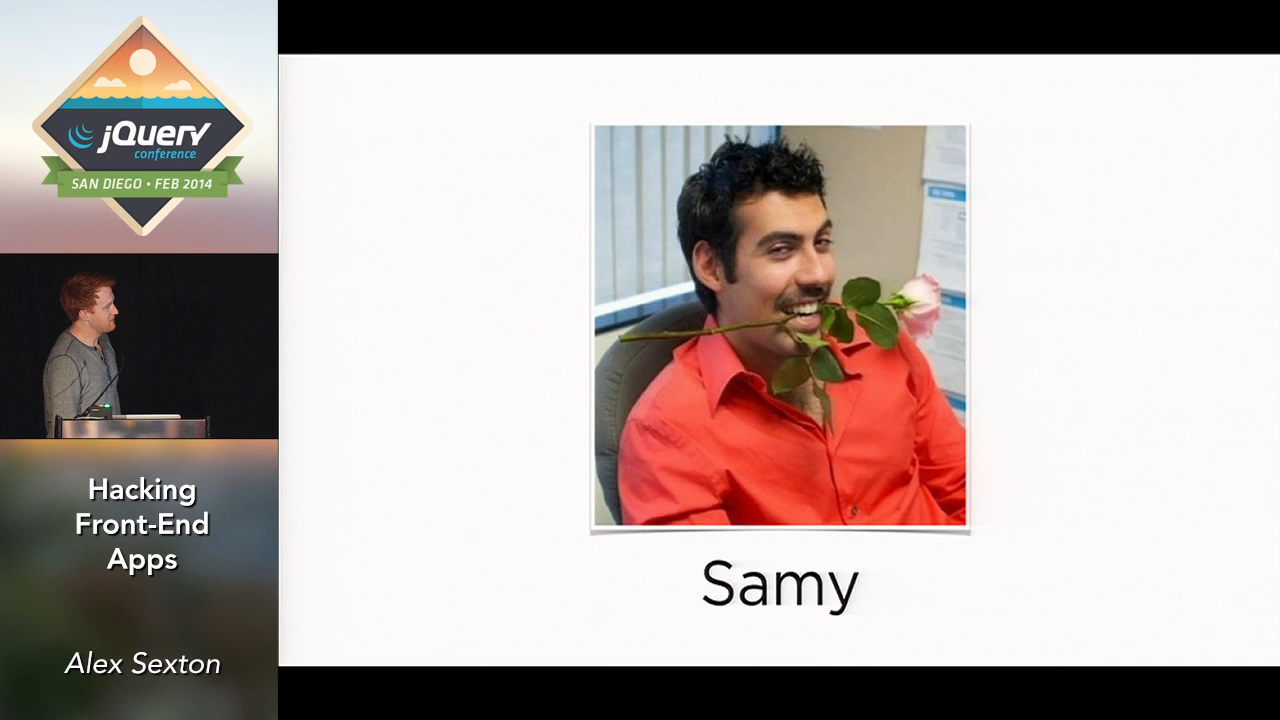 jQuery
conference
SAN DIEGO • FEB 2014
Hacking
Front-End
Apps
Alex Sexton
Samy